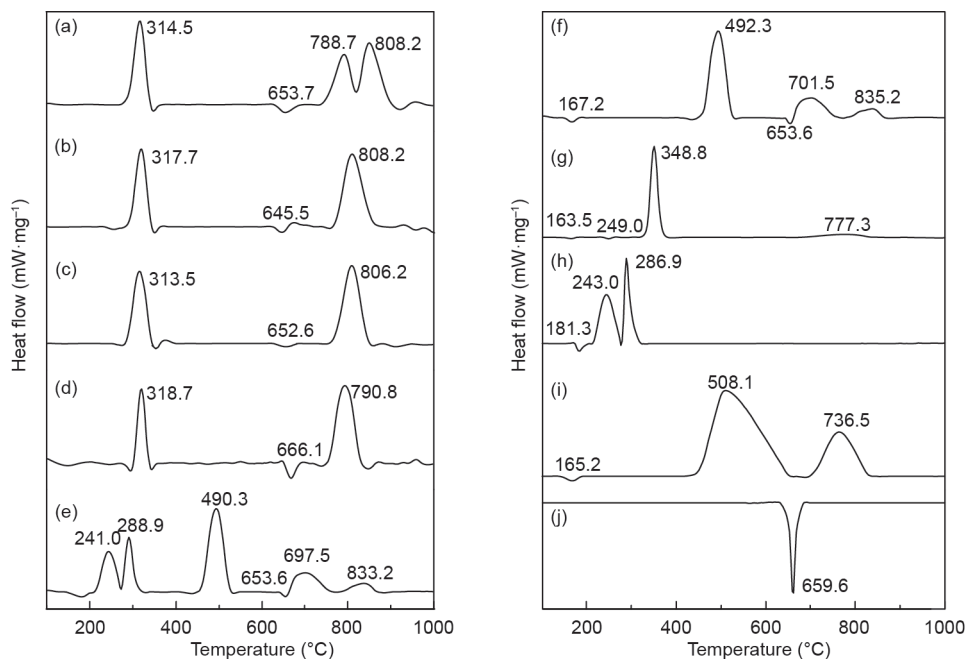 (a)
314.5
788.7
808.2
653.7
(b)
317.7
808.2
645.5
(c)
313.5
806.2
652.6
(d)
318.7
790.8
666.1
(e)
241.0
288.9
490.3
653.6
697.5
833.2
Heat flow (mW·mg⁻¹)
200 400 600 800 1000
Temperature (°C)
(f)
492.3
701.5
835.2
167.2
653.6
(g)
348.8
163.5
249.0
777.3
(h)
286.9
243.0
181.3
(i)
508.1
736.5
165.2
(j)
659.6
Heat flow (mW·mg⁻¹)
200 400 600 800 1000
Temperature (°C)